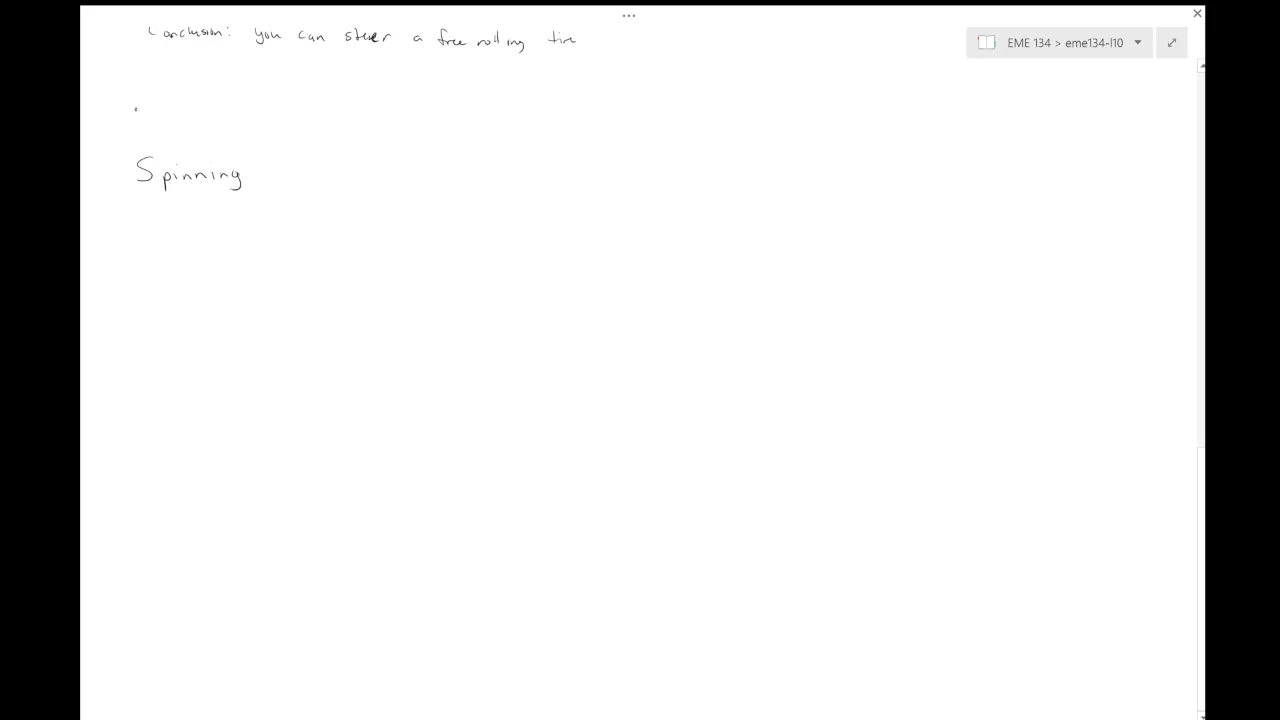 Conclusion: you can steer a free rolling tire
EME 134 > eme134-l10
Spinning